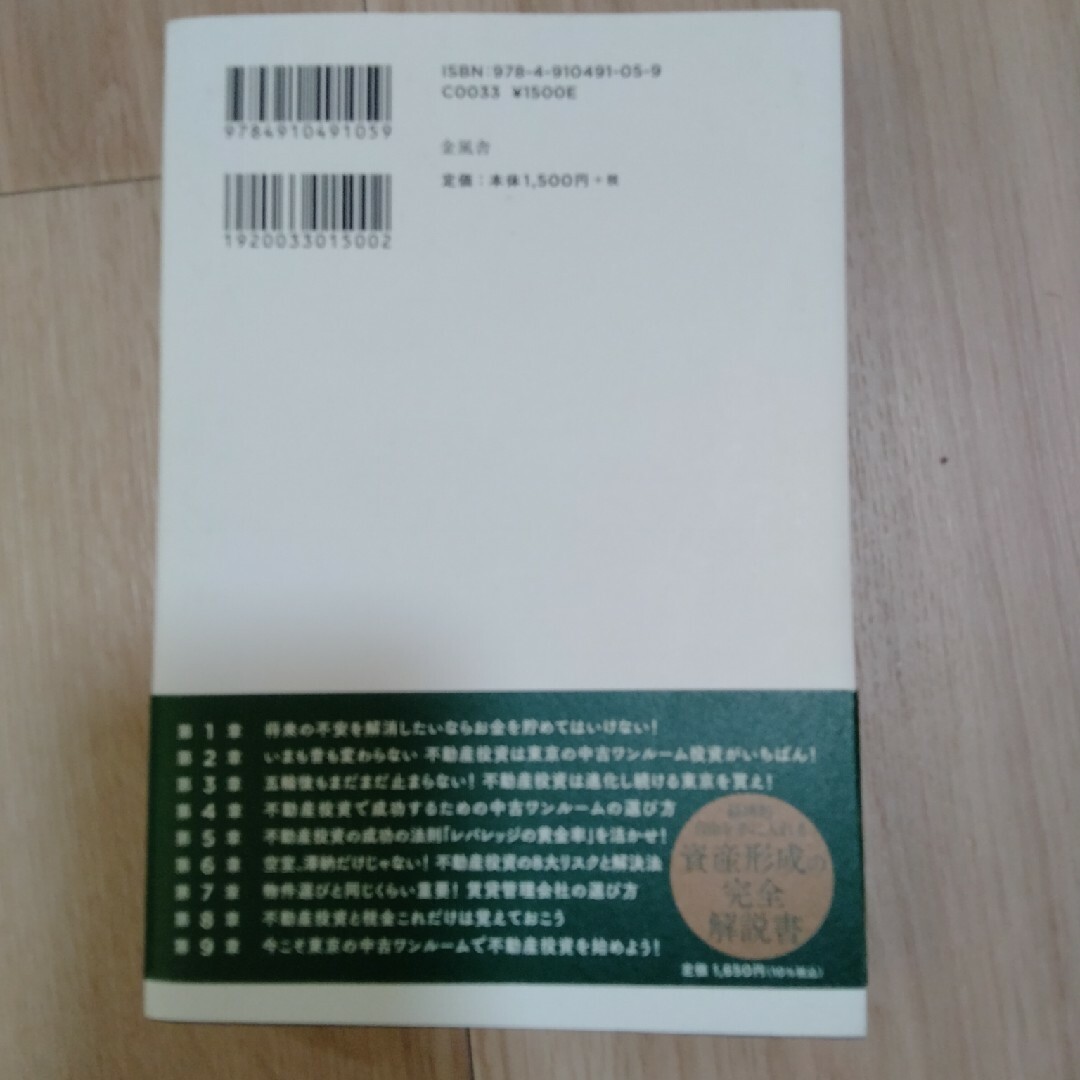 ISBN:978-4-910491-05-9
C0033 ¥1500E
9784910491059
金風舎
定価:本体1,500円+税
1920033015002
第1章 将来の不安を解消したいならお金を貯めてはいけない!
第2章 いまも昔も変わらない 不動産投資は東京の中古ワンルーム投資がいちばん!
第3章 五輪後もまだまだ止まらない! 不動産投資は進化し続ける東京を買え!
第4章 不動産投資で成功するための中古ワンルームの選び方
第5章 不動産投資の成功の法則「レバレッジの黄金率」を活かせ!
第6章 空室、滞納だけじゃない! 不動産投資の8大リスクと解決法
第7章 物件選びと同じくらい重要! 賃貸管理会社の選び方
第8章 不動産投資と税金これだけは覚えておこう
第9章 今こそ東京の中古ワンルームで不動産投資を始めよう!
資産形成の
完全
解説書
定価 1,650円(10%税込)